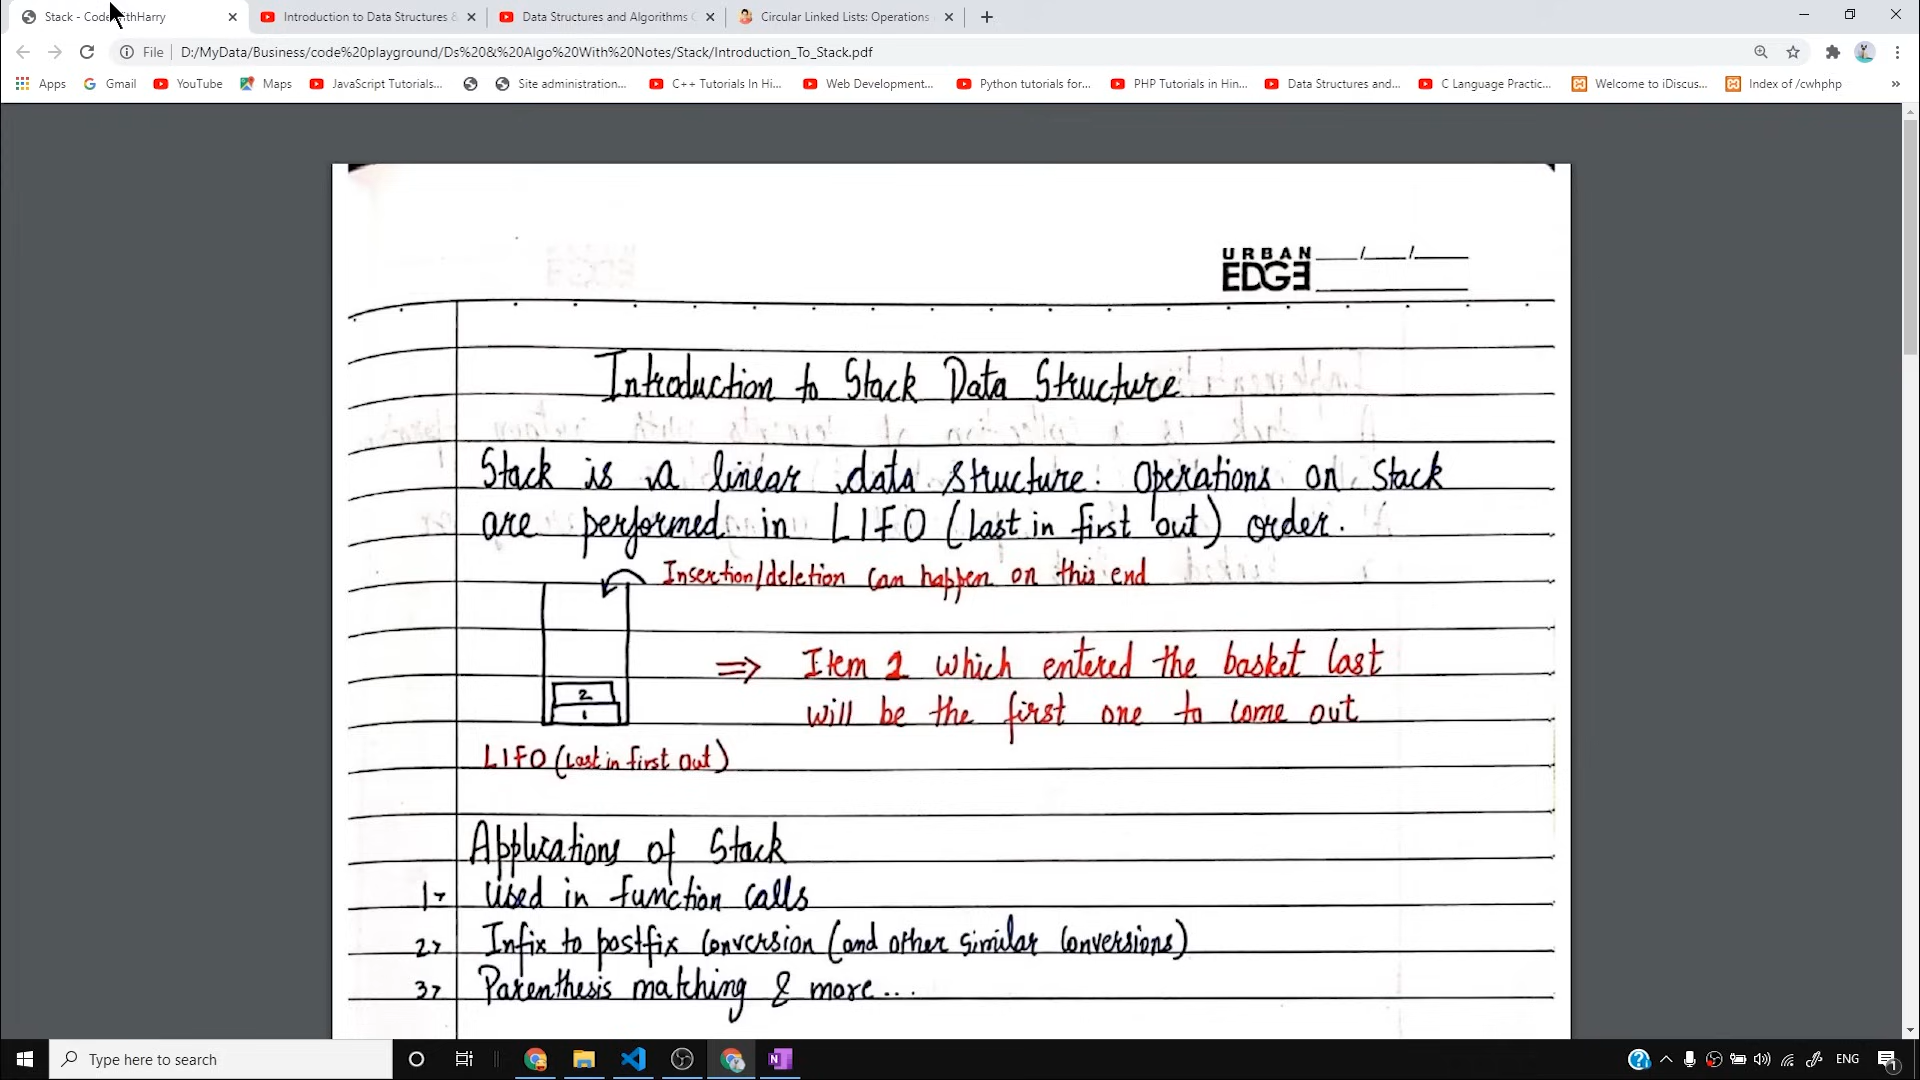 Stack - CodeWithHarry
Introduction to Data Structures &
Data Structures and Algorithms C
Circular Linked Lists: Operations
File D:/MyData/Business/code%20playground/Ds%20&%20Algo%20With%20Notes/Stack/Introduction_To_Stack.pdf
Apps Gmail YouTube Maps JavaScript Tutorials... Site administration... C++ Tutorials In Hi... Web Development... Python tutorials for... PHP Tutorials in Hin... Data Structures and... C Language Practic... Welcome to iDiscus... Index of /cwhphp »
URBAN EDGE
Introduction to Stack Data Structure
Stack is a linear data structure. Operations on Stack
are performed in LIFO (Last in first out) order.
Insertion/deletion can happen on this end
2
1
⇒ Item 2 which entered the basket last
will be the first one to come out
LIFO (Last in first out)
Applications of Stack
1> Used in function calls
2> Infix to postfix conversion (and other similar conversions)
3> Parenthesis matching & more...
Type here to search
ENG
1